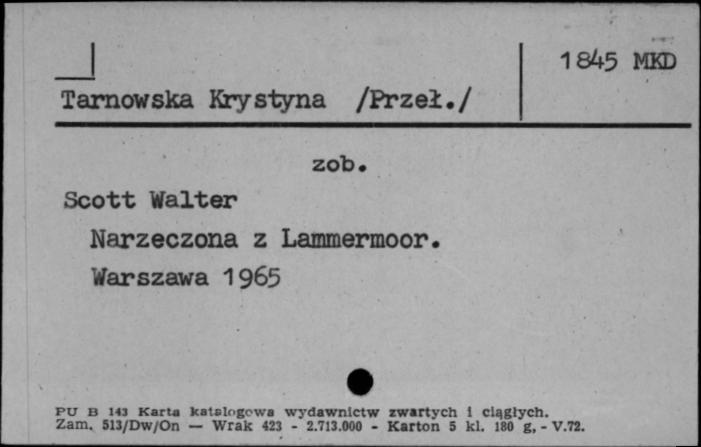 1845 MKD
Tarnowska Krystyna /Przeł./
zob.
Scott Walter
Narzeczona z Lammermoor.
Warszawa 1965
PU B 143 Karta katalogowa wydawnictw zwartych i ciągłych.
Zam. 513/Dw/On — Wrak 423 - 2.713.000 - Karton 5 kl. 180 g, - V.72.